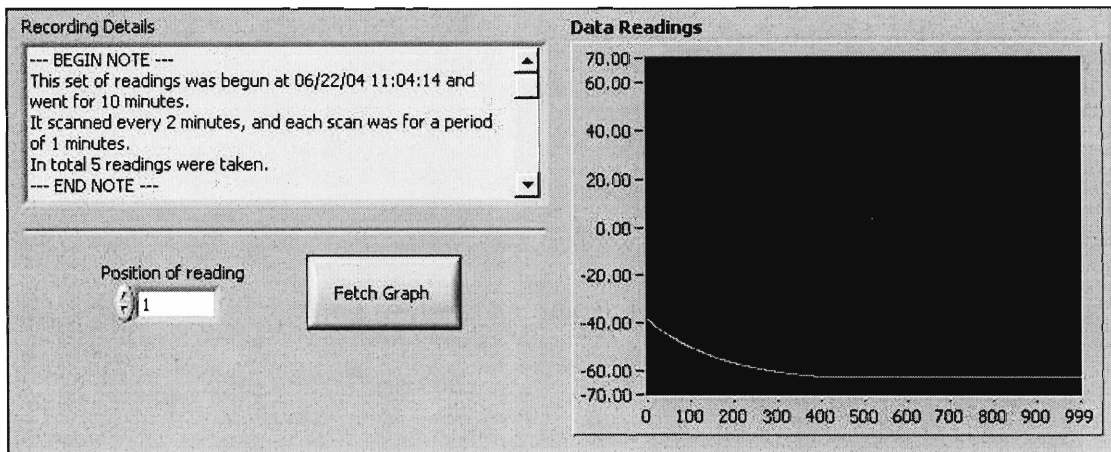 Recording Details
--- BEGIN NOTE ---
This set of readings was begun at 06/22/04 11:04:14 and
went for 10 minutes.
It scanned every 2 minutes, and each scan was for a period
of 1 minutes.
In total 5 readings were taken.
--- END NOTE ---
Position of reading
1
Fetch Graph
Data Readings
70.00
60.00
40.00
20.00
0.00
-20.00
-40.00
-60.00
-70.00
0 100 200 300 400 500 600 700 800 900 999